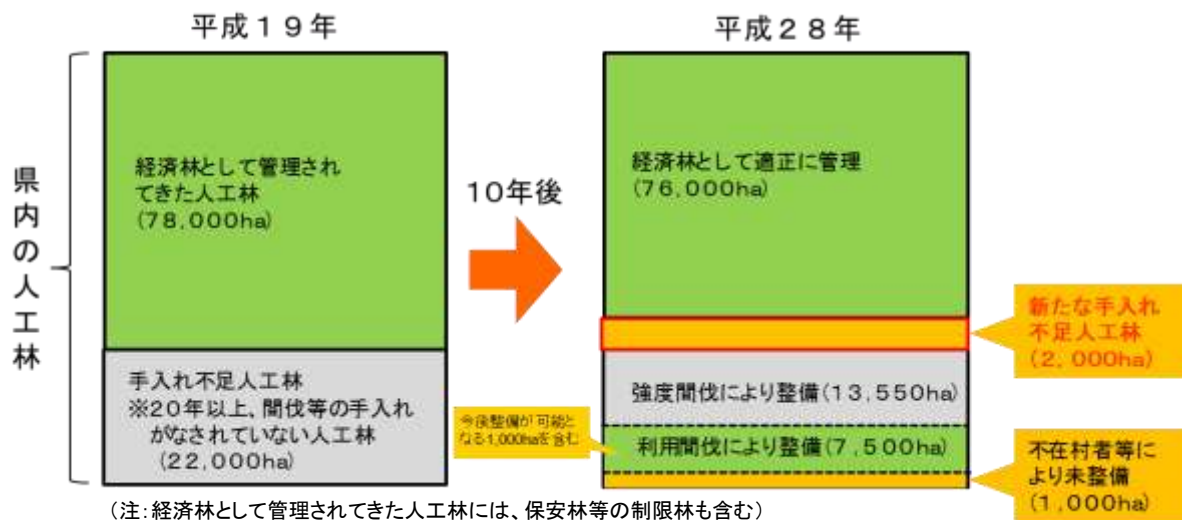 平成１９年
平成２８年
県内の人工林
経済林として管理され
てきた人工林
(７８,０００ha)
手入れ不足人工林
※２０年以上、間伐等の手入れ
がなされていない人工林
(２２,０００ha)
１０年後
経済林として適正に管理
(７６,０００ha)
新たな手入れ
不足人工林
(２,０００ha)
強度間伐により整備(１３,５５０ha)
今後整備が可能と
なる1,000haを含む
利用間伐により整備(７,５００ha)
不在村者等に
より未整備
(１,０００ha)
（注：経済林として管理されてきた人工林には、保安林等の制限林も含む）